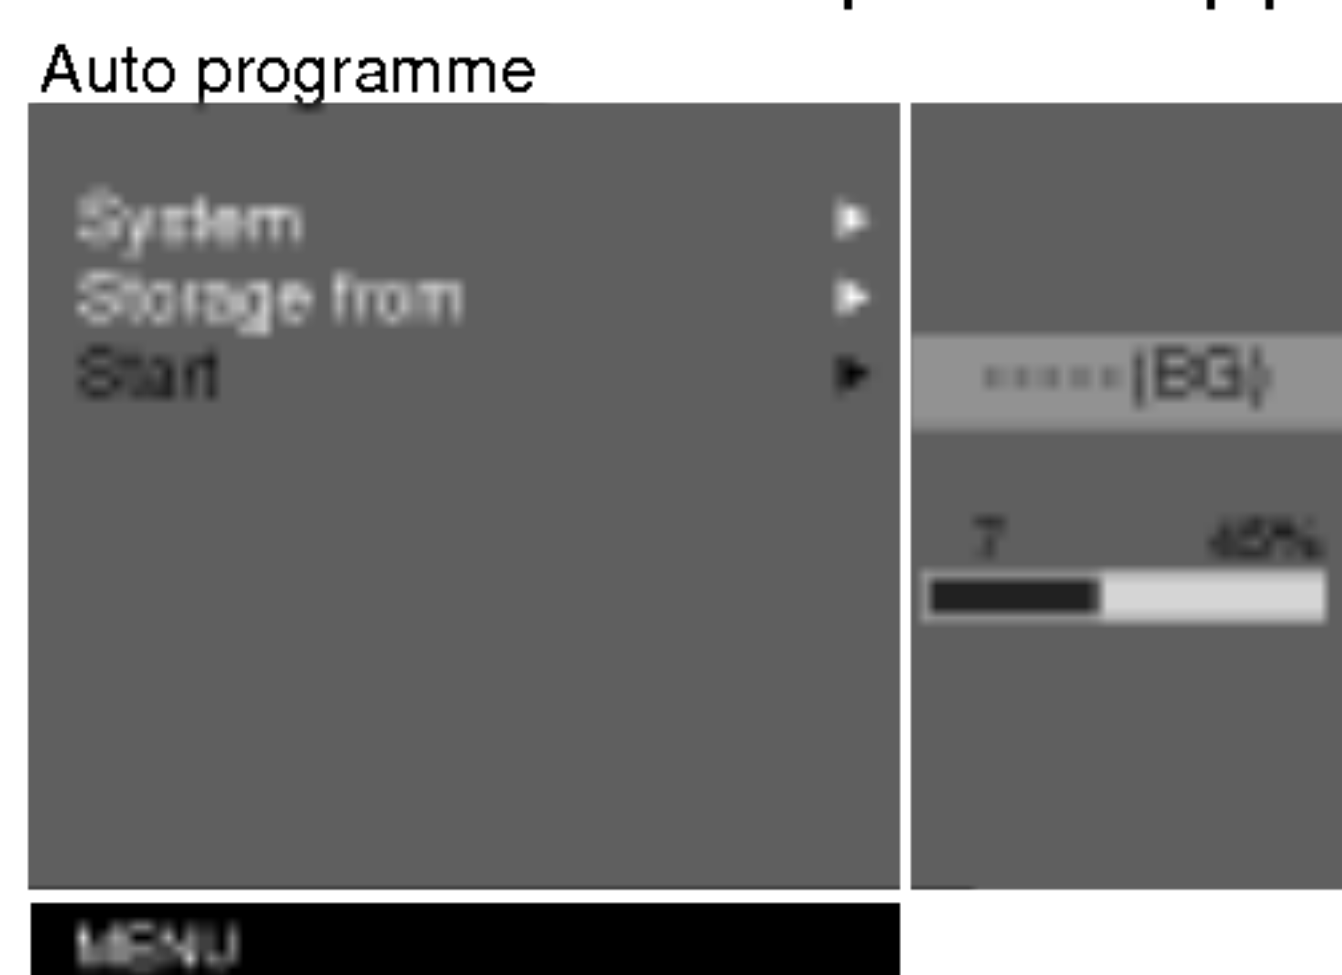 Auto programme
System
Storage from
Start
-----(BG)
7 45%
MENU